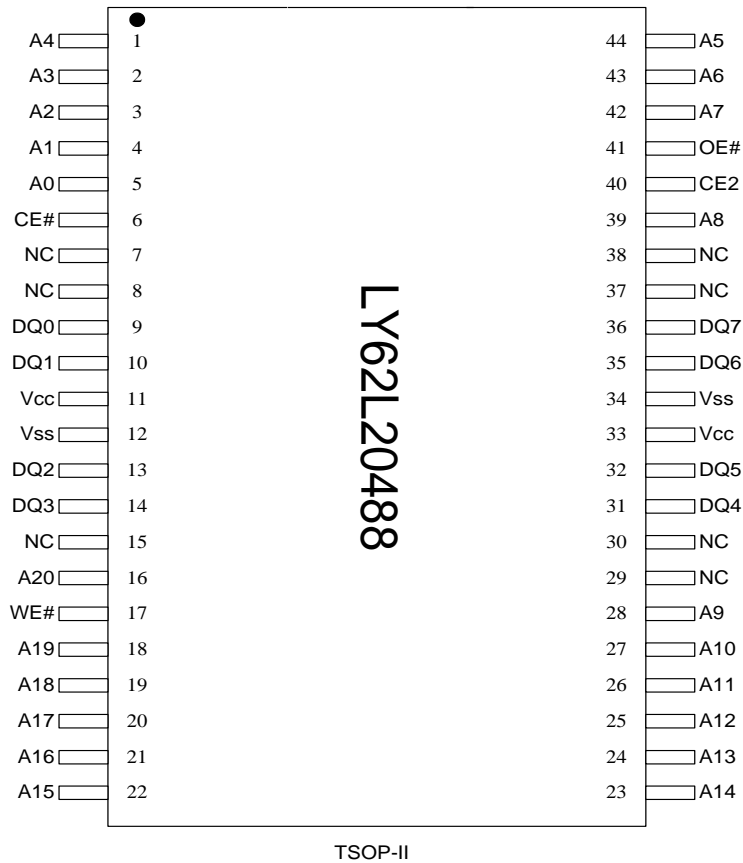 A4 1 44 A5
A3 2 43 A6
A2 3 42 A7
A1 4 41 OE#
A0 5 40 CE2
CE# 6 39 A8
NC 7 38 NC
NC 8 37 NC
DQ0 9 36 DQ7
DQ1 10 35 DQ6
Vcc 11 34 Vss
Vss 12 33 Vcc
DQ2 13 32 DQ5
DQ3 14 31 DQ4
NC 15 30 NC
A20 16 29 NC
WE# 17 28 A9
A19 18 27 A10
A18 19 26 A11
A17 20 25 A12
A16 21 24 A13
A15 22 23 A14
LY62L20488
TSOP-II